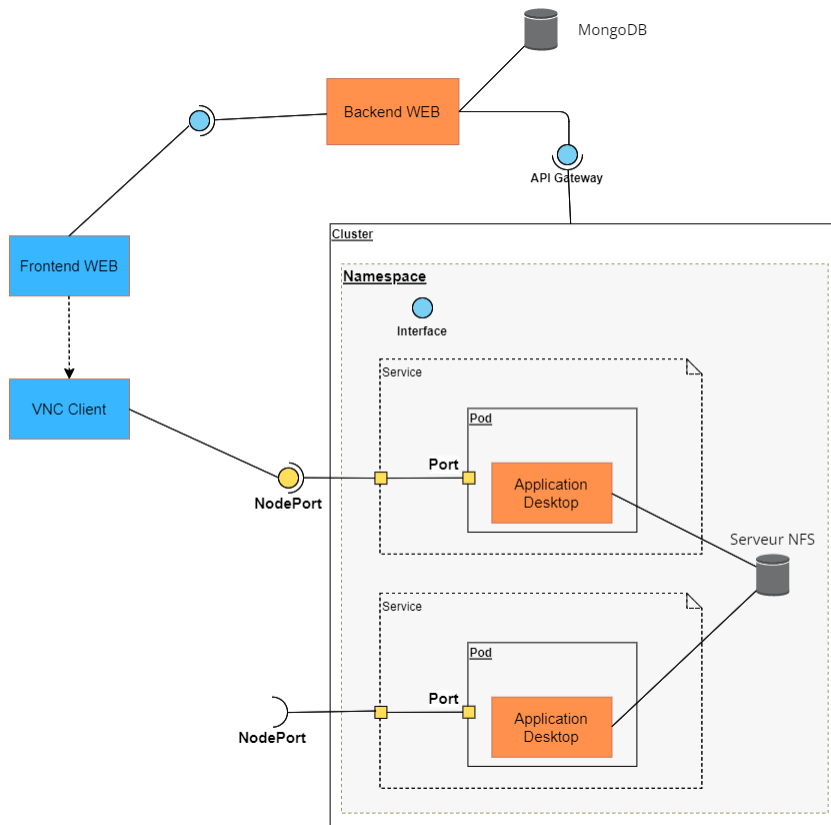 MongoDB
Backend WEB
API Gateway
Cluster
Frontend WEB
Namespace
Interface
Service
VNC Client
Pod
Port
Application
Desktop
NodePort
Serveur NFS
Service
Pod
Port
Application
Desktop
NodePort